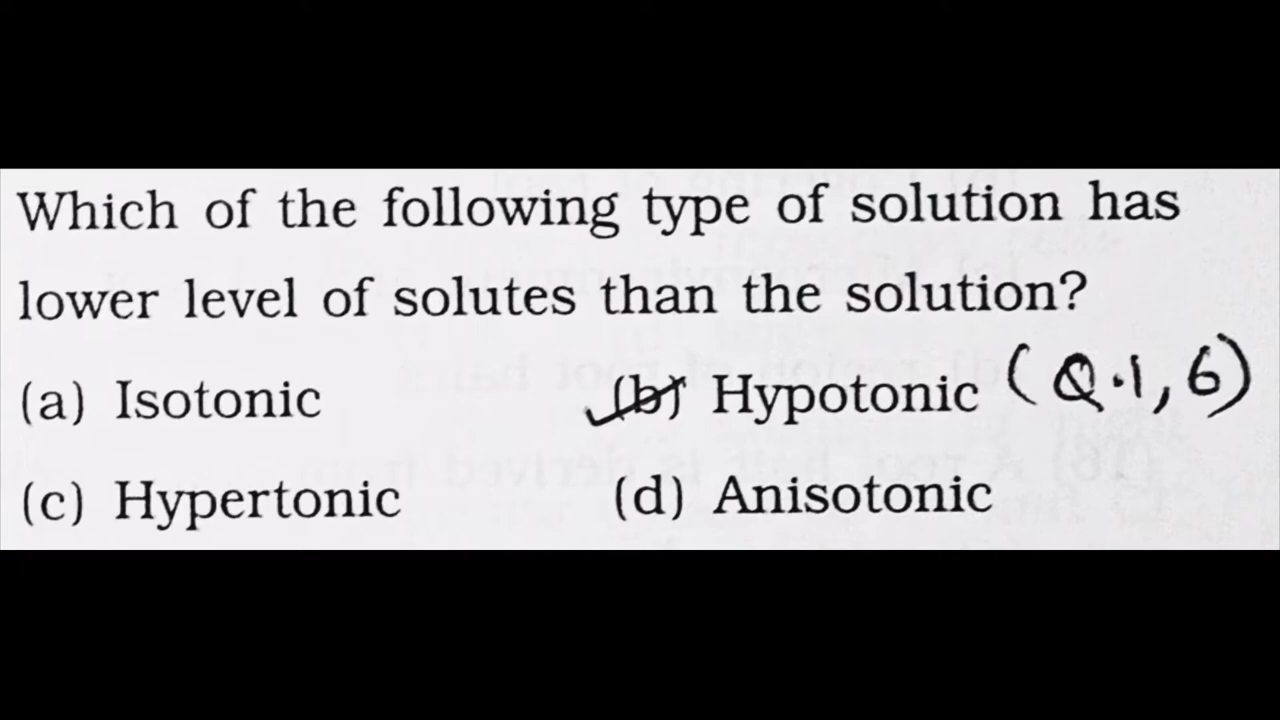 Which of the following type of solution has
lower level of solutes than the solution?
(a) Isotonic (b) Hypotonic (Q.1, 6)
(c) Hypertonic (d) Anisotonic